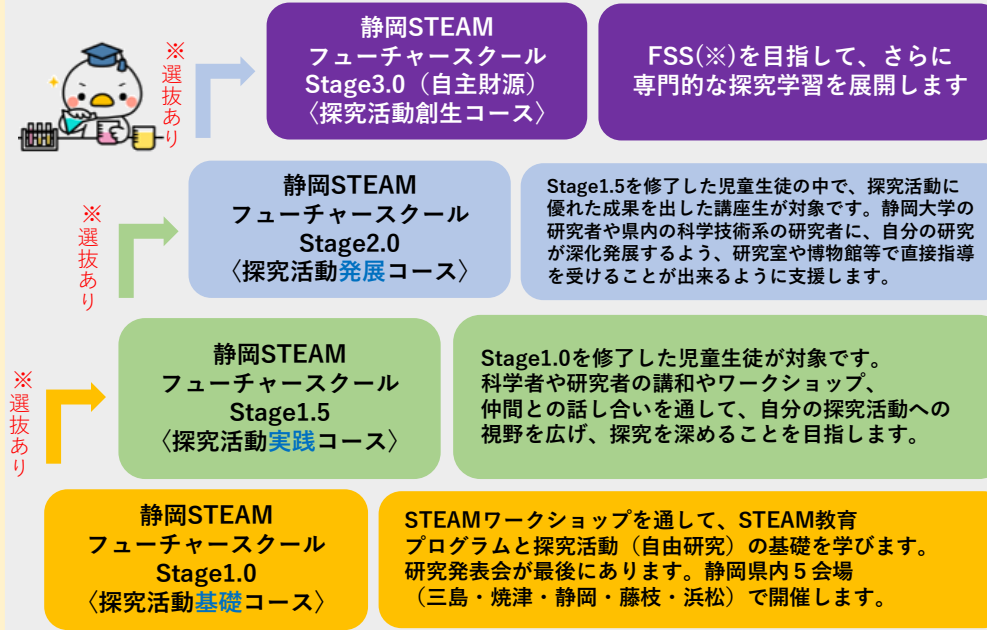 静岡STEAM
フューチャースクール
Stage3.0（自主財源）
〈探究活動創生コース〉
FSS(※)を目指して、さらに
専門的な探究学習を展開します
※選抜あり
静岡STEAM
フューチャースクール
Stage2.0
〈探究活動発展コース〉
Stage1.5を修了した児童生徒の中で、探究活動に
優れた成果を出した講座生が対象です。静岡大学の
研究者や県内の科学技術系の研究者に、自分の研究
が深化発展するよう、研究室や博物館等で直接指導
を受けることが出来るように支援します。
※選抜あり
静岡STEAM
フューチャースクール
Stage1.5
〈探究活動実践コース〉
Stage1.0を修了した児童生徒が対象です。
科学者や研究者の講和やワークショップ、
仲間との話し合いを通して、自分の探究活動への
視野を広げ、探究を深めることを目指します。
※選抜あり
静岡STEAM
フューチャースクール
Stage1.0
〈探究活動基礎コース〉
STEAMワークショップを通して、STEAM教育
プログラムと探究活動（自由研究）の基礎を学びます。
研究発表会が最後にあります。静岡県内５会場
（三島・焼津・静岡・藤枝・浜松）で開催します。